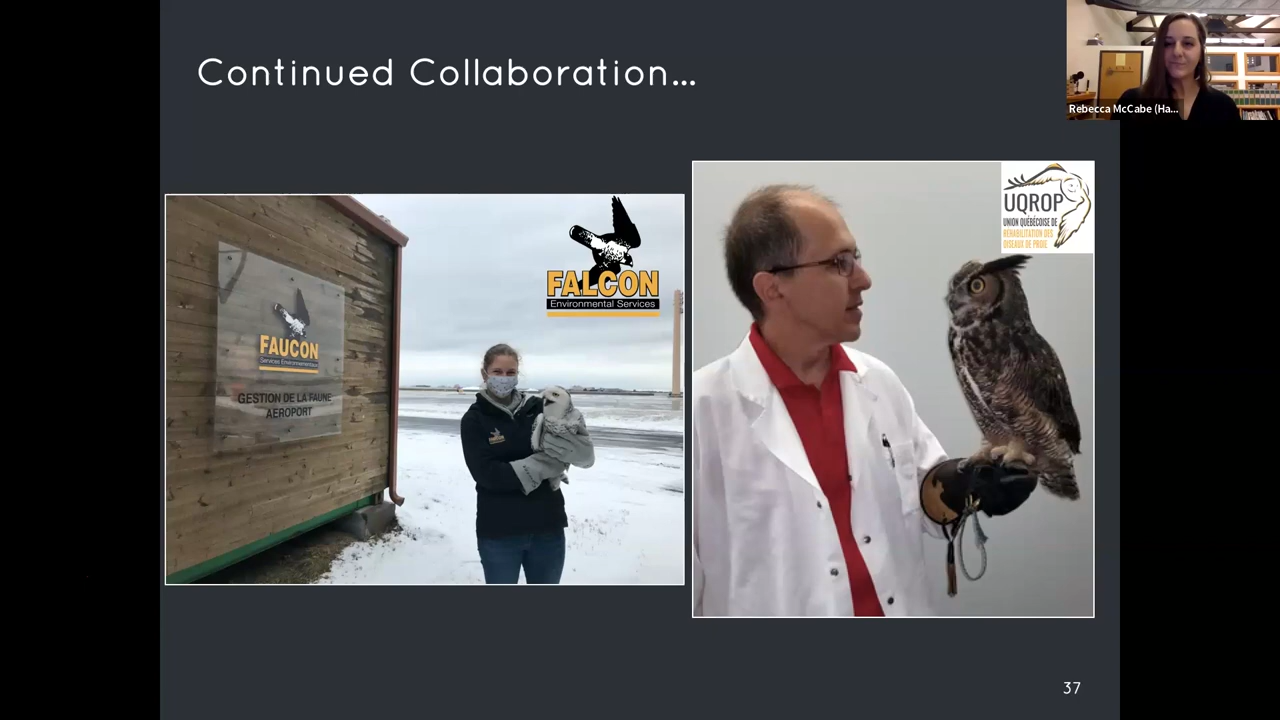 Continued Collaboration...
Rebecca McCabe (Ha...
FALCON
Environmental Services
FAUCON
Services Environnementaux
GESTION DE LA FAUNE
AEROPORT
UQROP
UNION QUÉBÉCOISE DE
RÉHABILITATION DES
OISEAUX DE PROIE
37